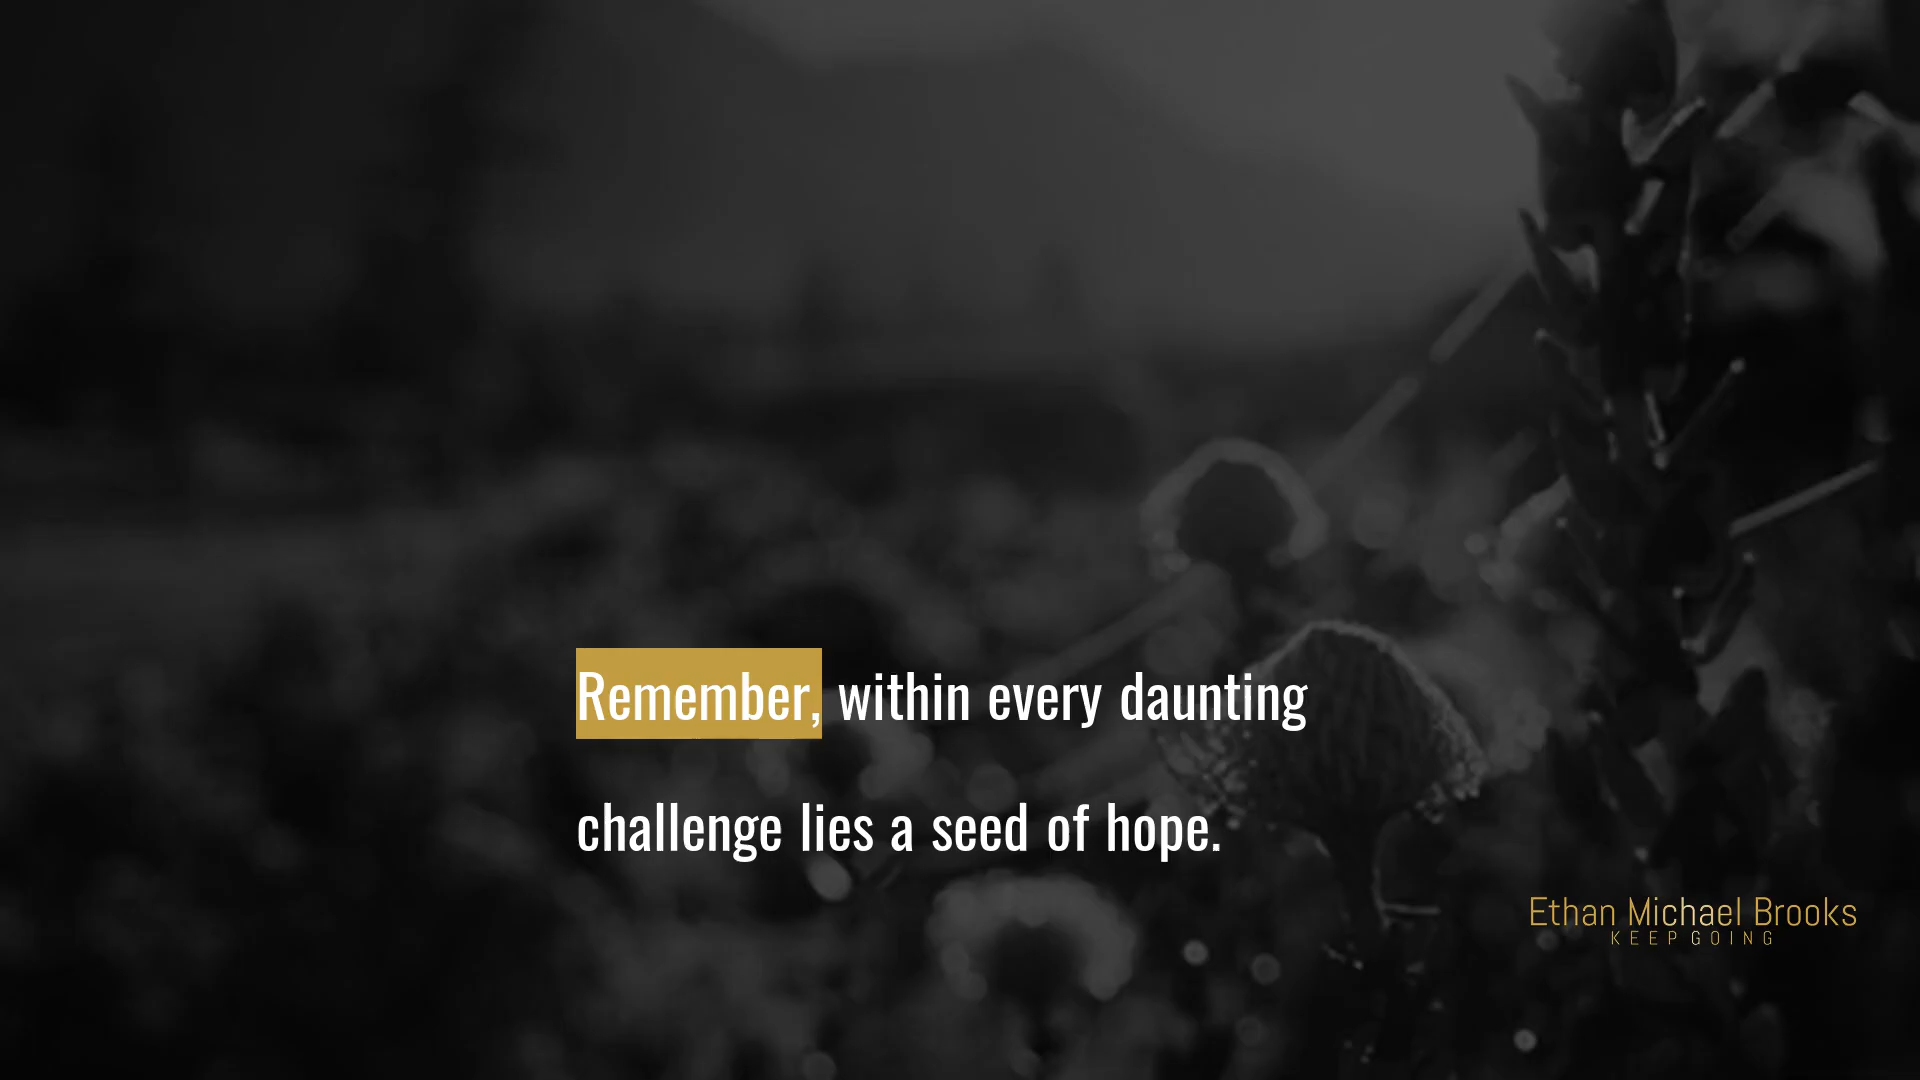 Remember, within every daunting
challenge lies a seed of hope.
Ethan Michael Brooks
KEEP GOING